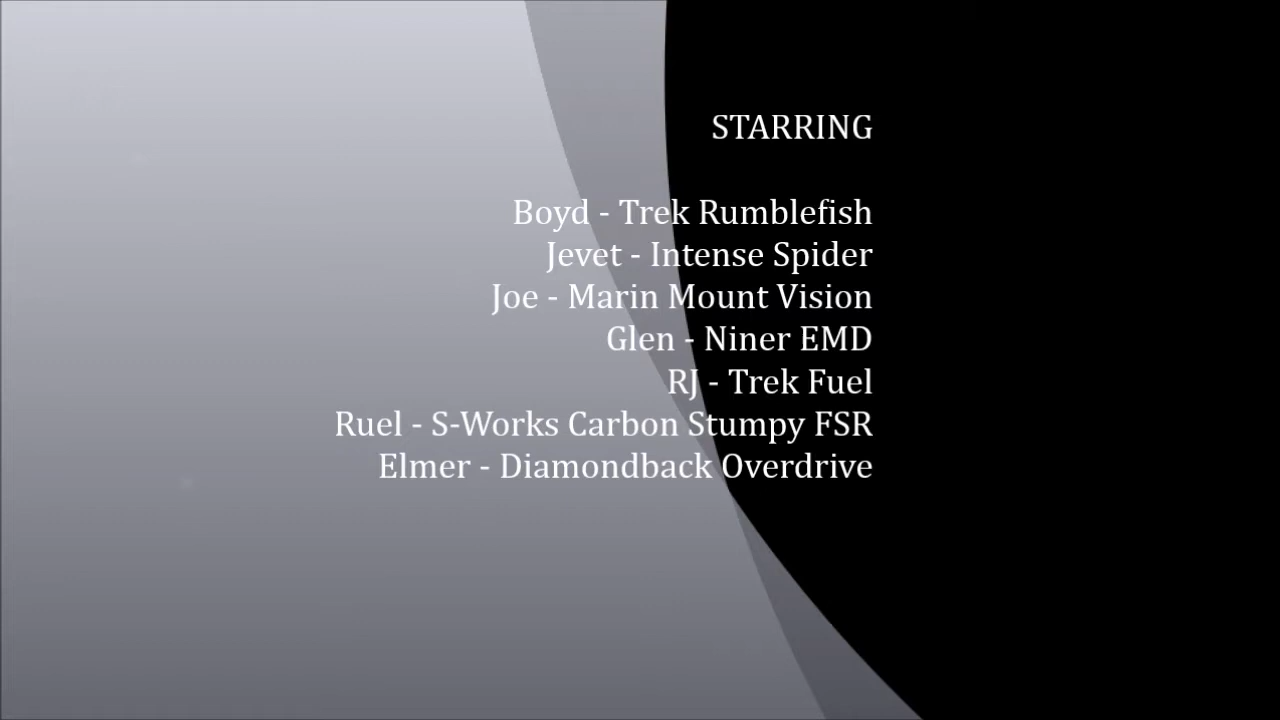 STARRING
Boyd - Trek Rumblefish
Jevet - Intense Spider
Joe - Marin Mount Vision
Glen - Niner EMD
RJ - Trek Fuel
Ruel - S-Works Carbon Stumpy FSR
Elmer - Diamondback Overdrive